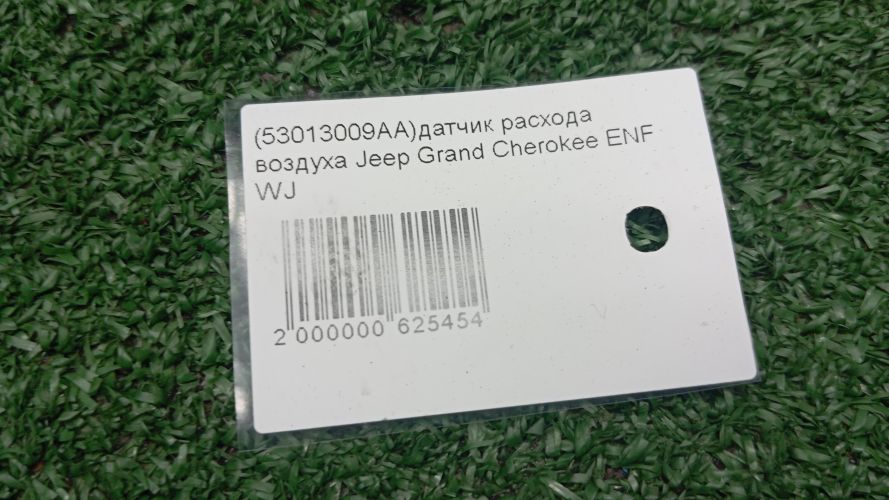 (53013009AA)датчик расхода
воздуха Jeep Grand Cherokee ENF
WJ
2 000000 625454